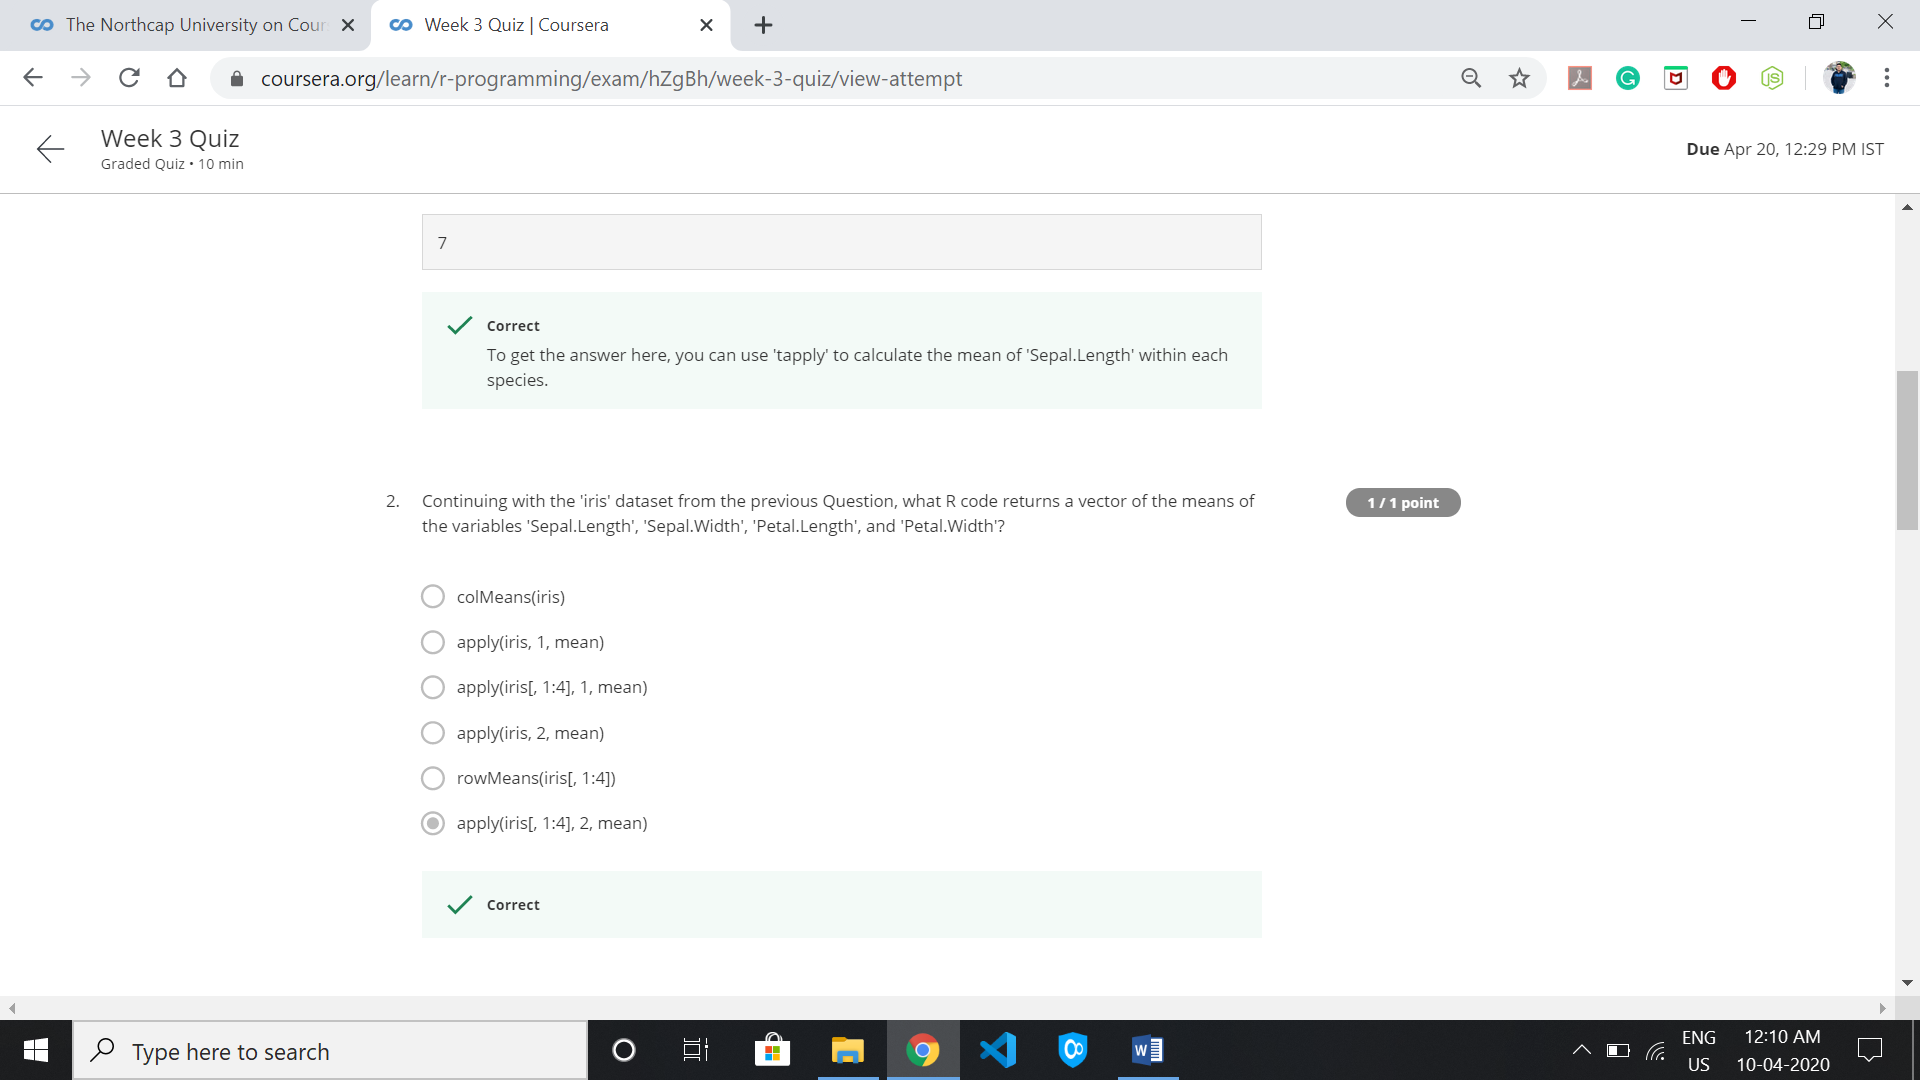 The Northcap University on Cour
Week 3 Quiz | Coursera
coursera.org/learn/r-programming/exam/hZgBh/week-3-quiz/view-attempt
Week 3 Quiz
Graded Quiz • 10 min
Due Apr 20, 12:29 PM IST
7
Correct
To get the answer here, you can use 'tapply' to calculate the mean of 'Sepal.Length' within each
species.
2. Continuing with the 'iris' dataset from the previous Question, what R code returns a vector of the means of
the variables 'Sepal.Length', 'Sepal.Width', 'Petal.Length', and 'Petal.Width'?
1 / 1 point
colMeans(iris)
apply(iris, 1, mean)
apply(iris[, 1:4], 1, mean)
apply(iris, 2, mean)
rowMeans(iris[, 1:4])
apply(iris[, 1:4], 2, mean)
Correct
Type here to search
ENG
US
12:10 AM
10-04-2020